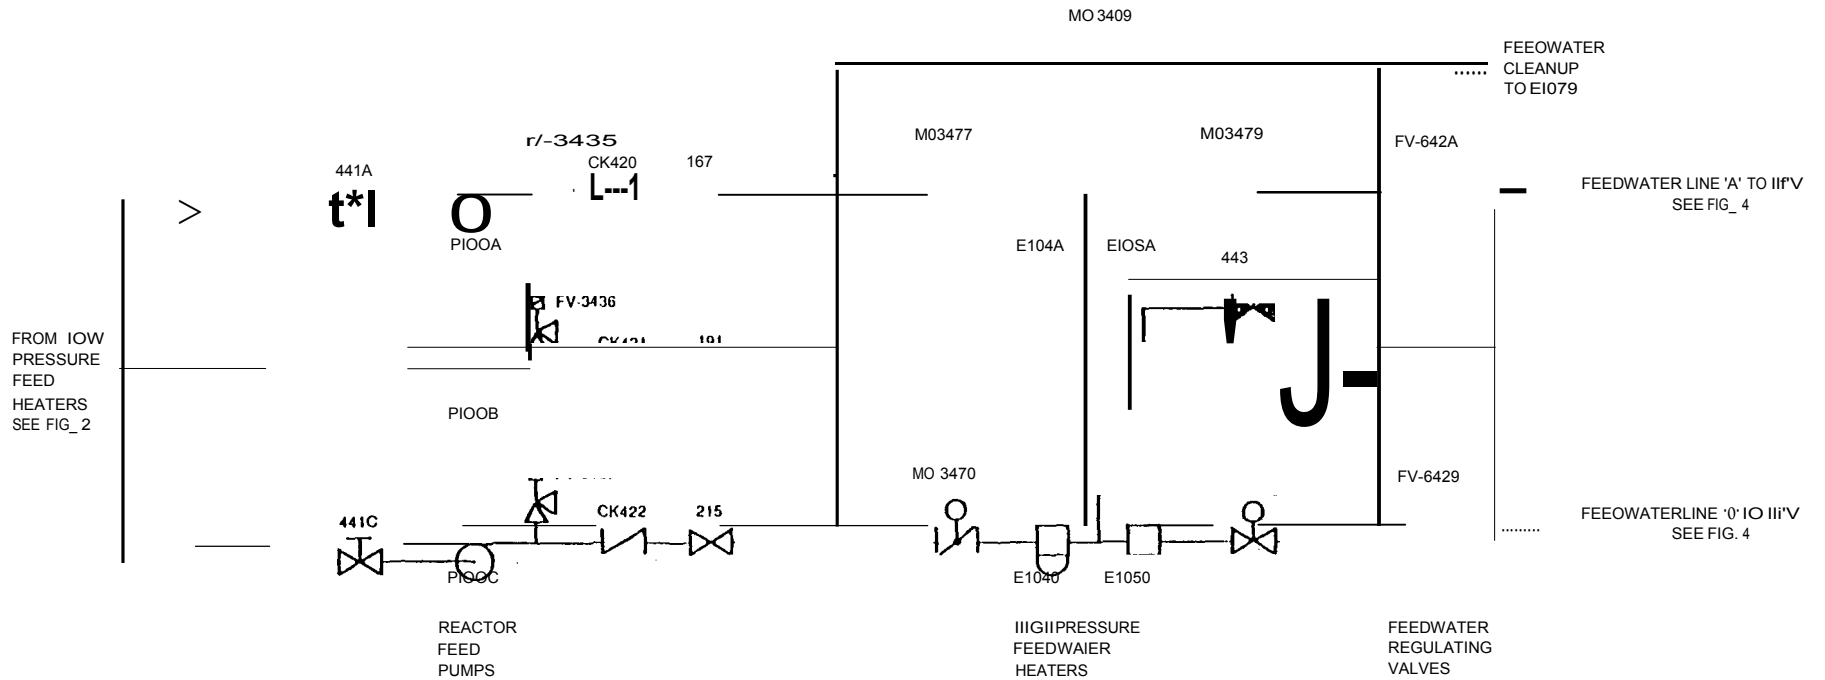 MO 3409
FEEOWATER
CLEANUP
TO EI079
r/-3435
M03477
M03479
FV-642A
CK420
167
441A
L---1
t*I
O
>
FEEDWATER LINE 'A' TO IIf'V
SEE FIG_ 4
PIOOA
E104A
EIOSA
443
FV-3436
CK421
191
J-
FROM IOW
PRESSURE
FEED
HEATERS
SEE FIG_ 2
PIOOB
MO 3470
FV-6429
441C
CK422
215
FEEOWATERLINE '0' IO IIi'V
SEE FIG. 4
PIOOC
E1040
E1050
REACTOR
FEED
PUMPS
IIIGIIPRESSURE
FEEDWAIER
HEATERS
FEEDWATER
REGULATING
VALVES